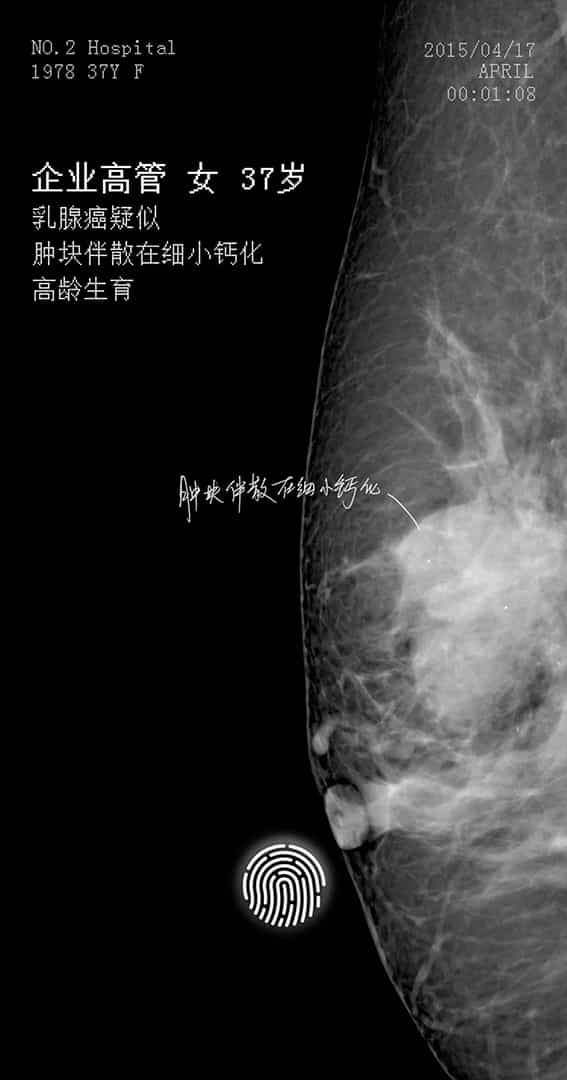 NO.2 Hospital
1978 37Y F
2015/04/17
APRIL
00:01:08
企业高管 女 37岁
乳腺癌疑似
肿块伴散在细小钙化
高龄生育
肿块伴散在细小钙化